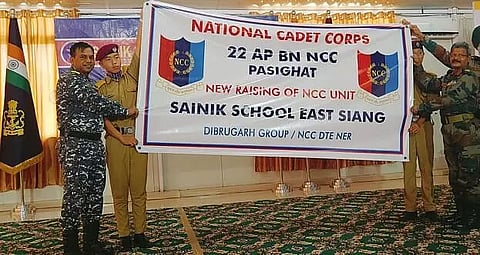 NATIONAL CADET CORPS
22 AP BN NCC
PASIGHAT
NEW RAISING OF NCC UNIT
SAINIK SCHOOL EAST SIANG
DIBRUGARH GROUP / NCC DTE NER
NCC
NCC